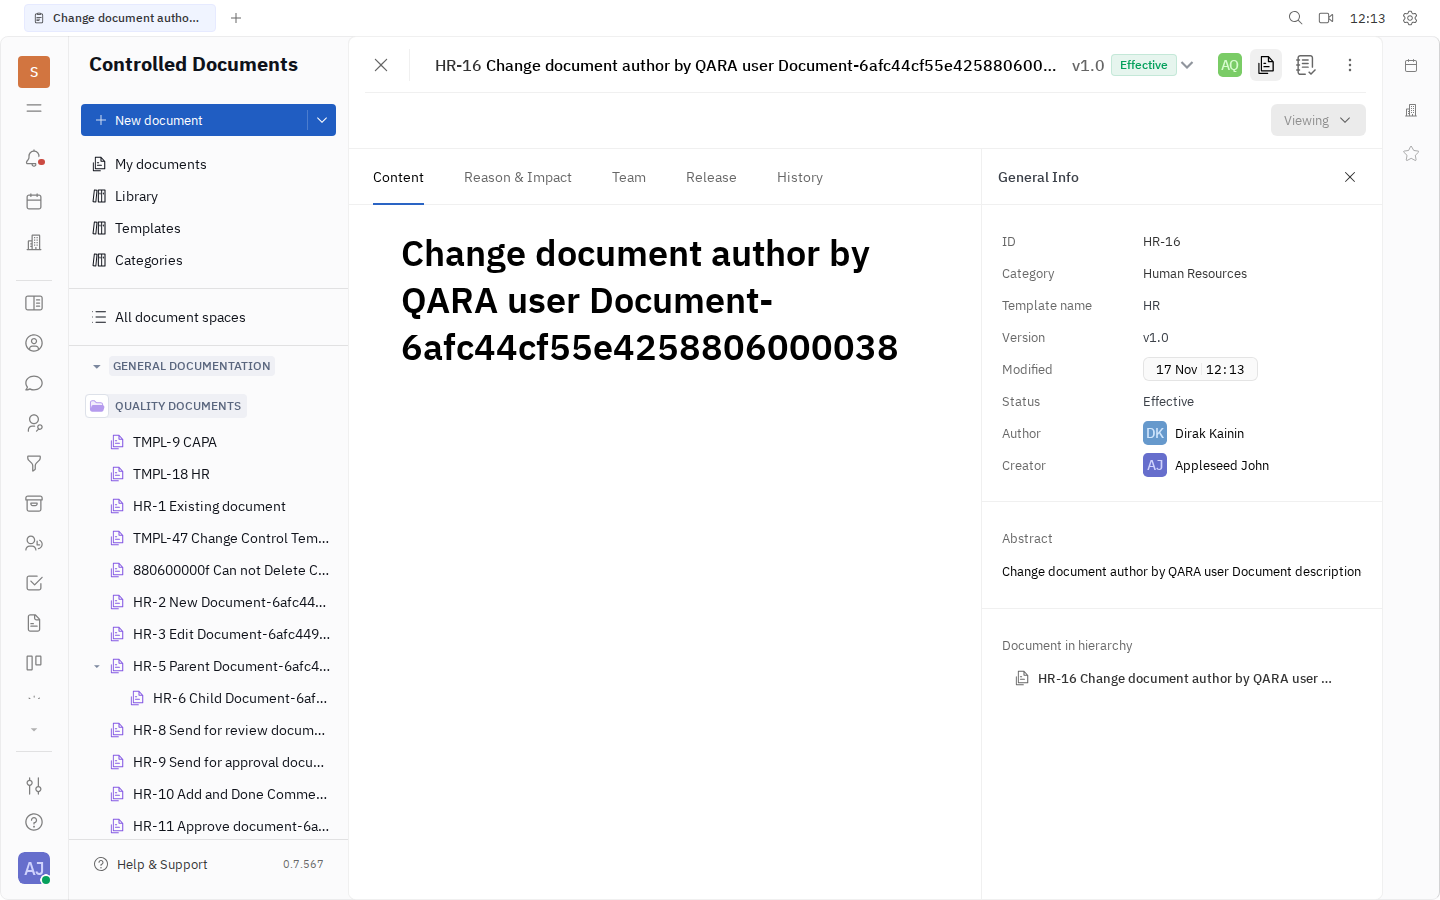 Change document autho...
12:13
S
Controlled Documents
New document
My documents
Library
Templates
Categories
All document spaces
GENERAL DOCUMENTATION
QUALITY DOCUMENTS
TMPL-9 CAPA
TMPL-18 HR
HR-1 Existing document
TMPL-47 Change Control Tem...
880600000f Can not Delete C...
HR-2 New Document-6afc44...
HR-3 Edit Document-6afc449...
HR-5 Parent Document-6afc4...
HR-6 Child Document-6af...
HR-8 Send for review docum...
HR-9 Send for approval docu...
HR-10 Add and Done Comme...
HR-11 Approve document-6a...
Help & Support 0.7.567
AJ
HR-16 Change document author by QARA user Document-6afc44cf55e425880600... v1.0 Effective AQ
Viewing
Content Reason & Impact Team Release History
Change document author by
QARA user Document-
6afc44cf55e4258806000038
General Info
ID HR-16
Category Human Resources
Template name HR
Version v1.0
Modified 17 Nov 12:13
Status Effective
Author DK Dirak Kainin
Creator AJ Appleseed John
Abstract
Change document author by QARA user Document description
Document in hierarchy
HR-16 Change document author by QARA user ...